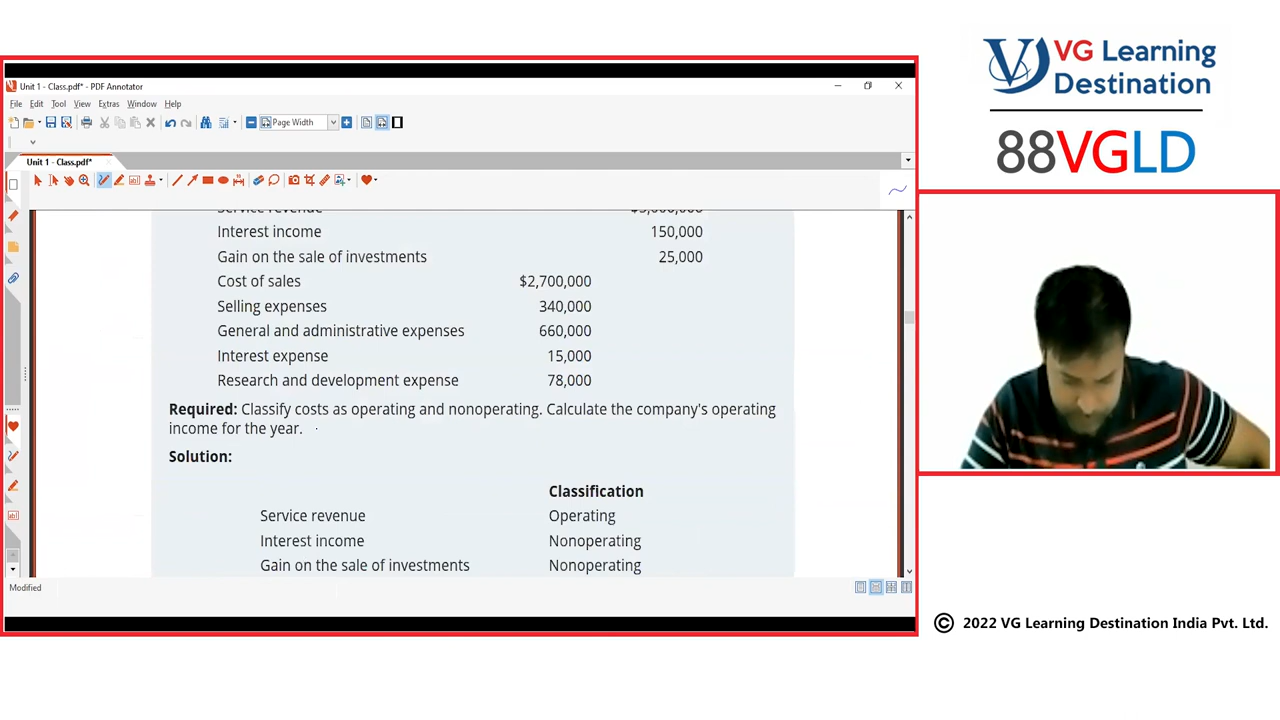 VG Learning
Destination
88VGLD
Unit 1 - Class.pdf* - PDF Annotator
File Edit Tool View Favorites Extras Window Help
Page Width
Unit 1 - Class.pdf*
Service revenue
Interest income 150,000
Gain on the sale of investments 25,000
Cost of sales $2,700,000
Selling expenses 340,000
General and administrative expenses 660,000
Interest expense 15,000
Research and development expense 78,000
Required: Classify costs as operating and nonoperating. Calculate the company's operating
income for the year.
Solution:
Classification
Service revenue Operating
Interest income Nonoperating
Gain on the sale of investments Nonoperating
Modified
© 2022 VG Learning Destination India Pvt. Ltd.